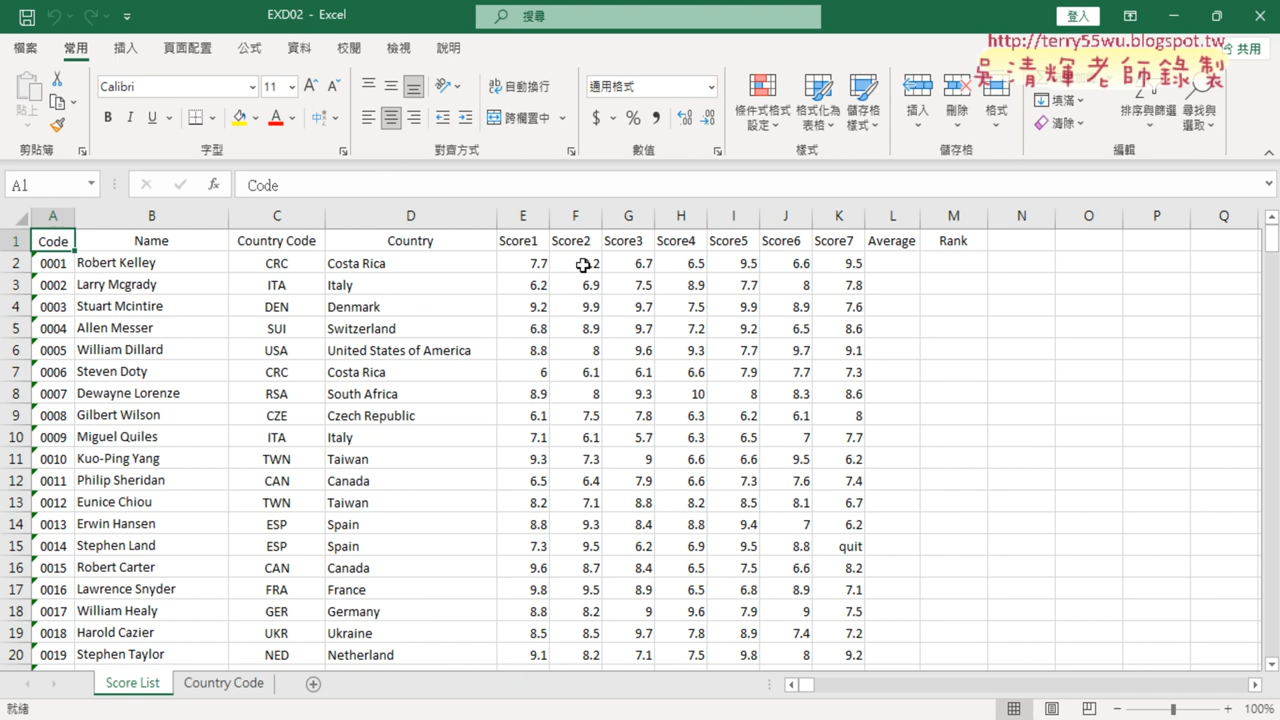 EXD02 - Excel
搜尋
登入
http://terry55wu.blogspot.tw
吳清輝老師錄製
檔案 常用 插入 頁面配置 公式 資料 校閱 檢視 說明 共用
貼上 Calibri 11 自動換行 通用格式 條件式格式設定 格式化為表格 儲存格樣式 插入 刪除 格式 填滿 清除 排序與篩選 尋找與選取
B I U 中 跨欄置中 $ % 9
剪貼簿 字型 對齊方式 數值 樣式 儲存格 編輯
A1 fx Code
A B C D E F G H I J K L M N O P Q
1 Code Name Country Code Country Score1 Score2 Score3 Score4 Score5 Score6 Score7 Average Rank
2 0001 Robert Kelley CRC Costa Rica 7.7 2 6.7 6.5 9.5 6.6 9.5
3 0002 Larry Mcgrady ITA Italy 6.2 6.9 7.5 8.9 7.7 8 7.8
4 0003 Stuart Mcintire DEN Denmark 9.2 9.9 9.7 7.5 9.9 8.9 7.6
5 0004 Allen Messer SUI Switzerland 6.8 8.9 9.7 7.2 9.2 6.5 8.6
6 0005 William Dillard USA United States of America 8.8 8 9.6 9.3 7.7 9.7 9.1
7 0006 Steven Doty CRC Costa Rica 6 6.1 6.1 6.6 7.9 7.7 7.3
8 0007 Dewayne Lorenze RSA South Africa 8.9 8 9.3 10 8 8.3 8.6
9 0008 Gilbert Wilson CZE Czech Republic 6.1 7.5 7.8 6.3 6.2 6.1 8
10 0009 Miguel Quiles ITA Italy 7.1 6.1 5.7 6.3 6.5 7 7.7
11 0010 Kuo-Ping Yang TWN Taiwan 9.3 7.3 9 6.6 6.6 9.5 6.2
12 0011 Philip Sheridan CAN Canada 6.5 6.4 7.9 6.6 7.3 7.6 7.4
13 0012 Eunice Chiou TWN Taiwan 8.2 7.1 8.8 8.2 8.5 8.1 6.7
14 0013 Erwin Hansen ESP Spain 8.8 9.3 8.4 8.8 9.4 7 6.2
15 0014 Stephen Land ESP Spain 7.3 9.5 6.2 6.9 9.5 8.8 quit
16 0015 Robert Carter CAN Canada 9.6 8.7 8.4 6.5 7.5 6.6 8.2
17 0016 Lawrence Snyder FRA France 9.8 9.5 8.9 6.5 6.8 8.9 7.1
18 0017 William Healy GER Germany 8.8 8.2 9 9.6 7.9 9 7.5
19 0018 Harold Cazier UKR Ukraine 8.5 8.5 9.7 7.8 8.9 7.4 7.2
20 0019 Stephen Taylor NED Netherland 9.1 8.2 7.1 7.5 9.8 8 9.2
Score List Country Code
就緒 100%